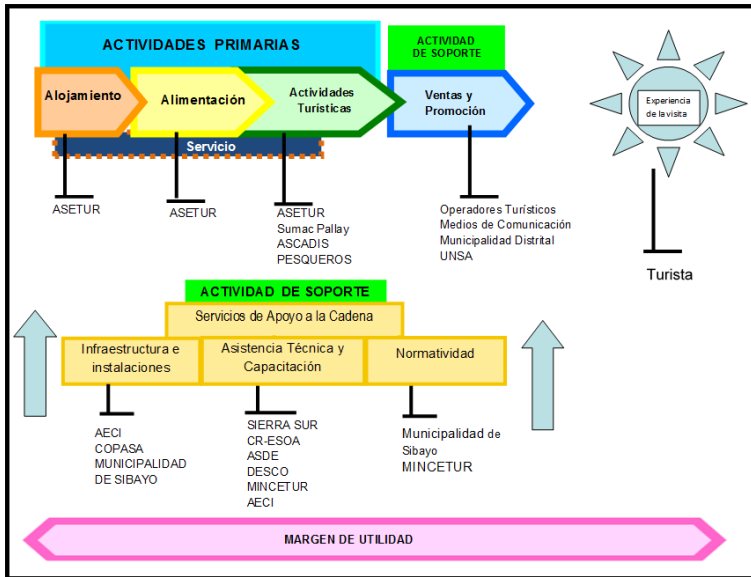 ACTIVIDADES PRIMARIAS
ACTIVIDAD
DE SOPORTE
Alojamiento
Alimentación
Actividades
Turísticas
Ventas y
Promoción
Experiencia
de la visita
Servicio
ASETUR
ASETUR
ASETUR
Sumac Pallay
ASCADIS
PESQUEROS
Operadores Turísticos
Medios de Comunicación
Municipalidad Distrital
UNSA
Turista
ACTIVIDAD DE SOPORTE
Servicios de Apoyo a la Cadena
Infraestructura e
instalaciones
Asistencia Técnica y
Capacitación
Normatividad
AECI
COPASA
MUNICIPALIDAD
DE SIBAYO
SIERRA SUR
CR-ESOA
ASDE
DESCO
MINCETUR
AECI
Municipalidad de
Sibayo
MINCETUR
MARGEN DE UTILIDAD